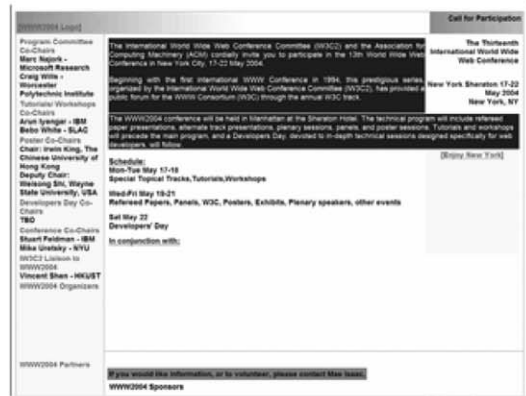 [WWW2004 Logo]
Call for Participation
Program Committee
Co-Chairs
Marc Najork -
Microsoft Research
Craig Wills -
Worcester
Polytechnic Institute
Tutorials/ Workshops
Co-Chairs
Arun Iyengar - IBM
Bebo White - SLAC
Poster Co-Chairs
Chair: Irwin King, The
Chinese University of
Hong Kong
Deputy Chair:
Weisong Shi, Wayne
State University, USA
Developers Day Co-
Chairs
TBD
Conference Co-Chairs
Stuart Feldman - IBM
Mike Uretsky - NYU
IW3C2 Liaison to
WWW2004
Vincent Shen - HKUST
WWW2004 Organizers
WWW2004 Partners
The International World Wide Web Conference Committee (IW3C2) and the Association for
Computing Machinery (ACM) cordially invite you to participate in the 13th World Wide Web
Conference in New York City, 17-22 May 2004.
Beginning with the first international WWW Conference in 1994, this prestigious series,
organized by the International World Wide Web Conference Committee (IW3C2), has provided a
public forum for the WWW Consortium (W3C) through the annual W3C track.
The WWW2004 conference will be held in Manhattan at the Sheraton Hotel. The technical program will include refereed
paper presentations, alternate track presentations, plenary sessions, panels, and poster sessions. Tutorials and workshops
will precede the main program, and a Developers Day, devoted to in-depth technical sessions designed specifically for web
developers, will follow
Schedule:
Mon-Tue May 17-18
Special Topical Tracks,Tutorials,Workshops
Wed-Fri May 19-21
Refereed Papers, Panels, W3C, Posters, Exhibits, Plenary speakers, other events
Sat May 22
Developers' Day
In conjunction with:
If you would like information, or to volunteer, please contact Mae Isaac.
WWW2004 Sponsors
The Thirteenth
International World Wide
Web Conference
New York Sheraton 17-22
May 2004
New York, NY
[Enjoy New York]